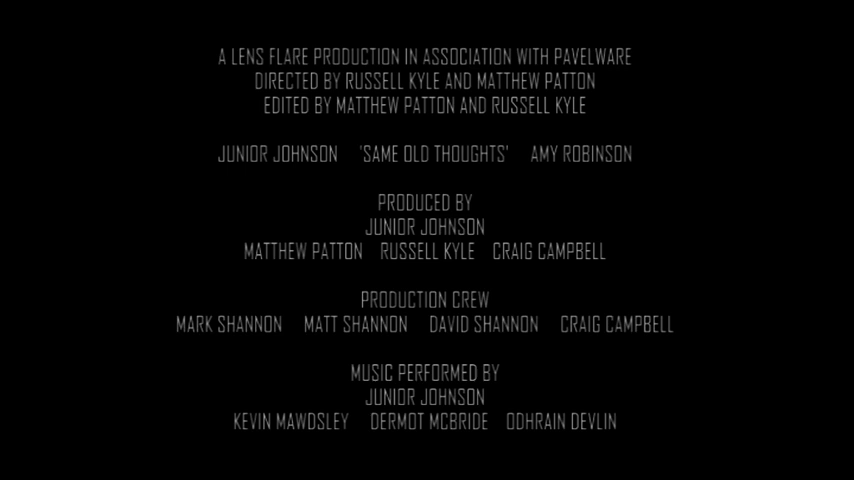 A LENS FLARE PRODUCTION IN ASSOCIATION WITH PAVELWARE
DIRECTED BY RUSSELL KYLE AND MATTHEW PATTON
EDITED BY MATTHEW PATTON AND RUSSELL KYLE
JUNIOR JOHNSON 'SAME OLD THOUGHTS' AMY ROBINSON
PRODUCED BY
JUNIOR JOHNSON
MATTHEW PATTON RUSSELL KYLE CRAIG CAMPBELL
PRODUCTION CREW
MARK SHANNON MATT SHANNON DAVID SHANNON CRAIG CAMPBELL
MUSIC PERFORMED BY
JUNIOR JOHNSON
KEVIN MAWDSLEY DERMOT MCBRIDE ODHRAIN DEVLIN